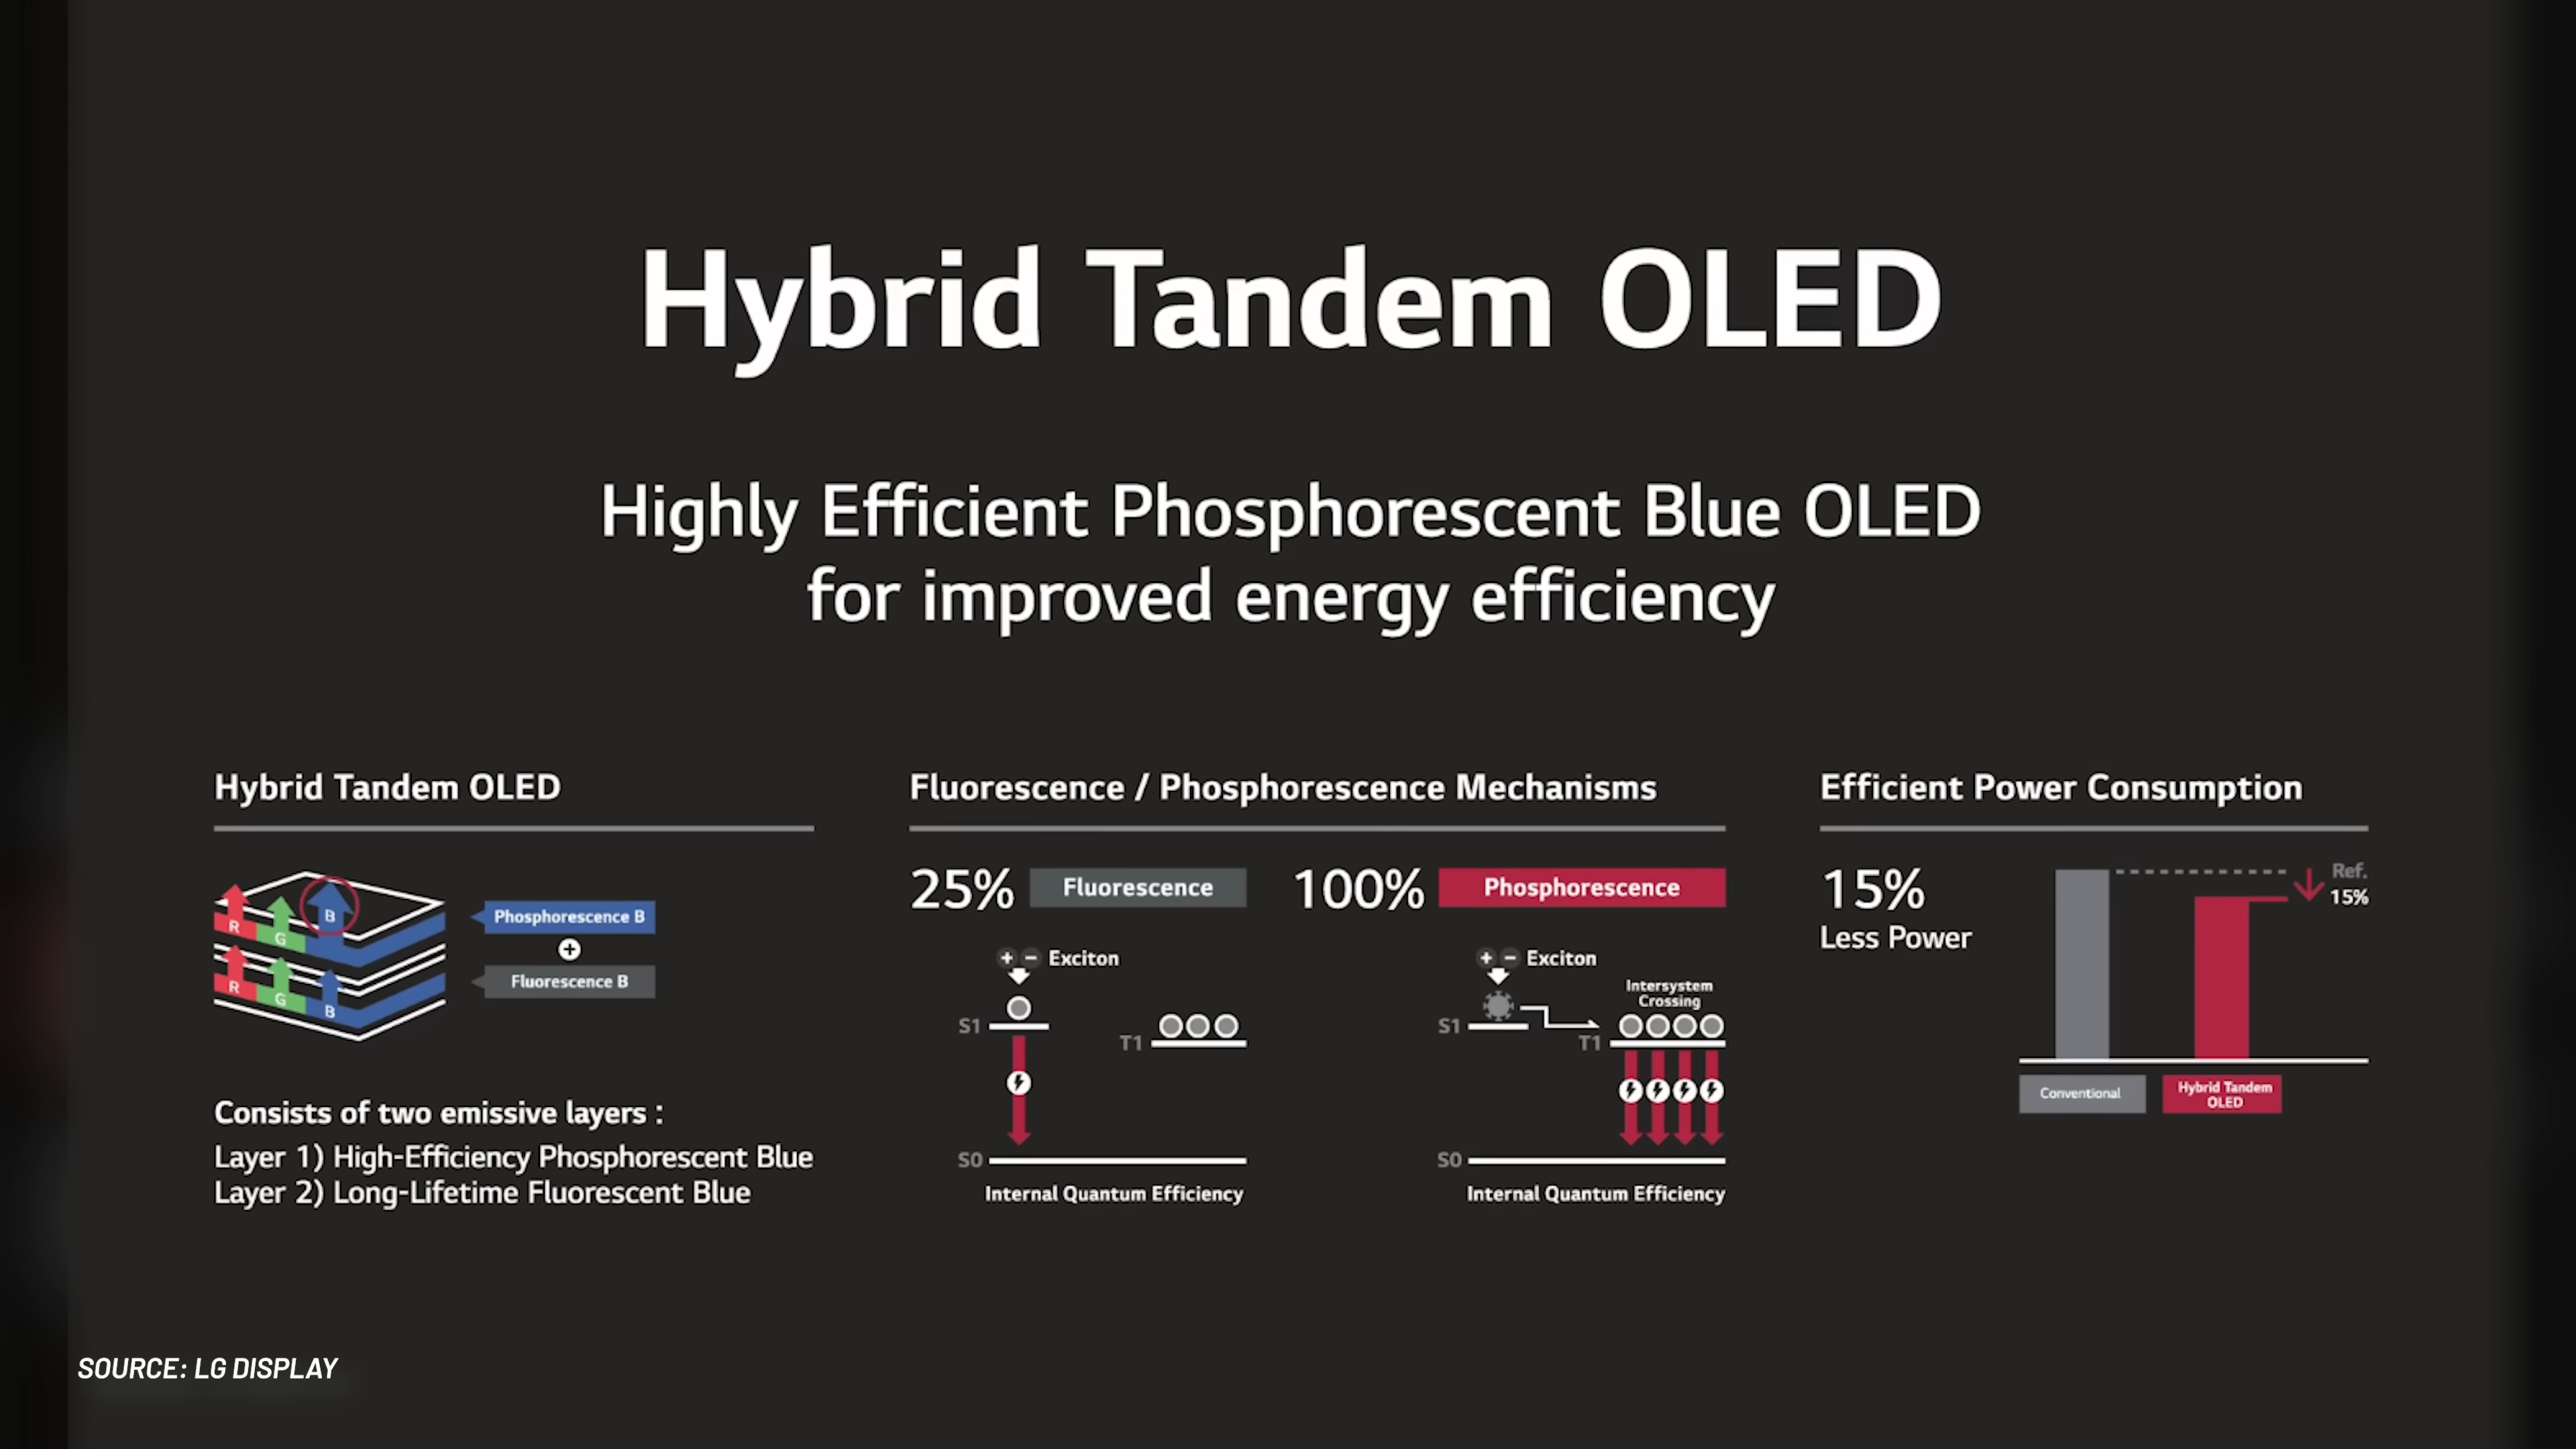 Hybrid Tandem OLED
Highly Efficient Phosphorescent Blue OLED
for improved energy efficiency
Hybrid Tandem OLED
R
G
B
R
G
B
Phosphorescence B
+
Fluorescence B
Consists of two emissive layers :
Layer 1) High-Efficiency Phosphorescent Blue
Layer 2) Long-Lifetime Fluorescent Blue
Fluorescence / Phosphorescence Mechanisms
25% Fluorescence
+ − Exciton
S1
T1
S0
Internal Quantum Efficiency
100% Phosphorescence
+ − Exciton
Intersystem
Crossing
S1
T1
S0
Internal Quantum Efficiency
Efficient Power Consumption
15%
Less Power
Ref.
15%
Conventional
Hybrid Tandem
OLED
SOURCE: LG DISPLAY